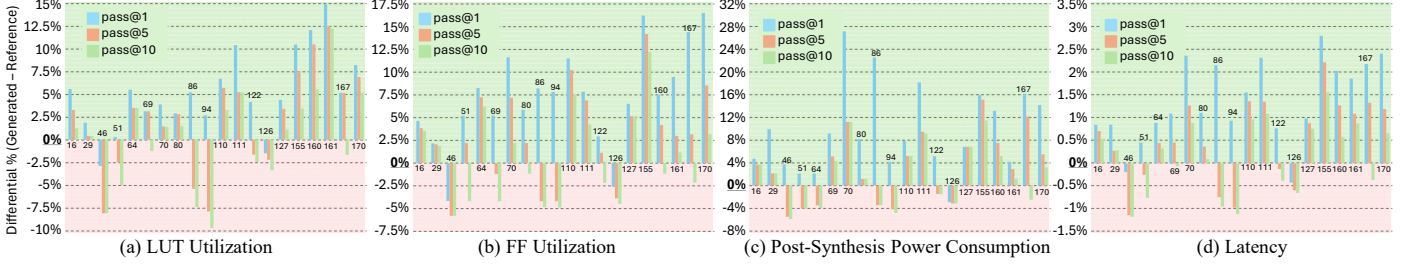 Differential % (Generated – Reference)
15%
12.5%
10%
7.5%
5%
2.5%
0%
-2.5%
-5%
-7.5%
-10%
pass@1
pass@5
pass@10
16 29 46 51 64 69 70 80 86 94 110 111 122 126 127 155 160 161 167 170
(a) LUT Utilization
17.5%
15%
12.5%
10%
7.5%
5%
2.5%
0%
-2.5%
-5%
-7.5%
pass@1
pass@5
pass@10
16 29 46 51 64 69 70 80 86 94 110 111 122 126 127 155 160 161 167 170
(b) FF Utilization
32%
28%
24%
20%
16%
12%
8%
4%
0%
-4%
-8%
pass@1
pass@5
pass@10
16 29 46 51 64 69 70 80 86 94 110 111 122 126 127 155 160 161 167 170
(c) Post-Synthesis Power Consumption
3.5%
3%
2.5%
2%
1.5%
1%
0.5%
0%
-0.5%
-1%
-1.5%
pass@1
pass@5
pass@10
16 29 46 51 64 69 70 80 86 94 110 111 122 126 127 155 160 161 167 170
(d) Latency